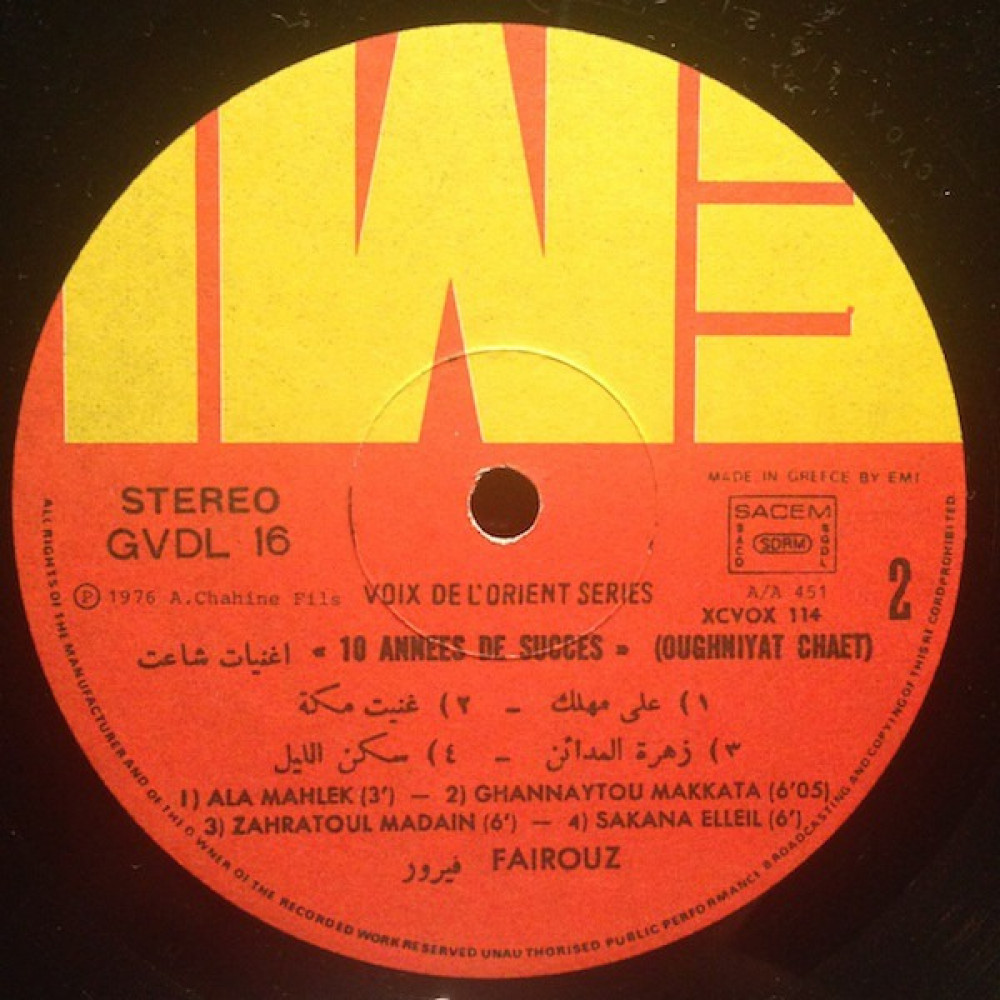 EMI
STEREO
GVDL 16
MADE IN GREECE BY EMI
SACEM
SACD SDRM SGDL
2
Ⓟ 1976 A.Chahine Fils
VOIX DE L'ORIENT SERIES
A/A 451
XCVOX 114
اغنيات شاعت « 10 ANNEES DE SUCCES » (OUGHNIYAT CHAET)
١) على مهلك - ٢) غنيت مكة
٣) زهرة المدائن - ٤) سكن الليل
1) ALA MAHLEK (3') — 2) GHANNAYTOU MAKKATA (6'05)
3) ZAHRATOUL MADAIN (6') — 4) SAKANA ELLEIL (6')
فيرور FAIROUZ
ALL RIGHTS OF THE MANUFACTURER AND OF THE OWNER OF THE RECORDED WORK RESERVED UNAUTHORISED PUBLIC PERFORMANCE BROADCASTING AND COPYING OF THIS RECORD PROHIBITED